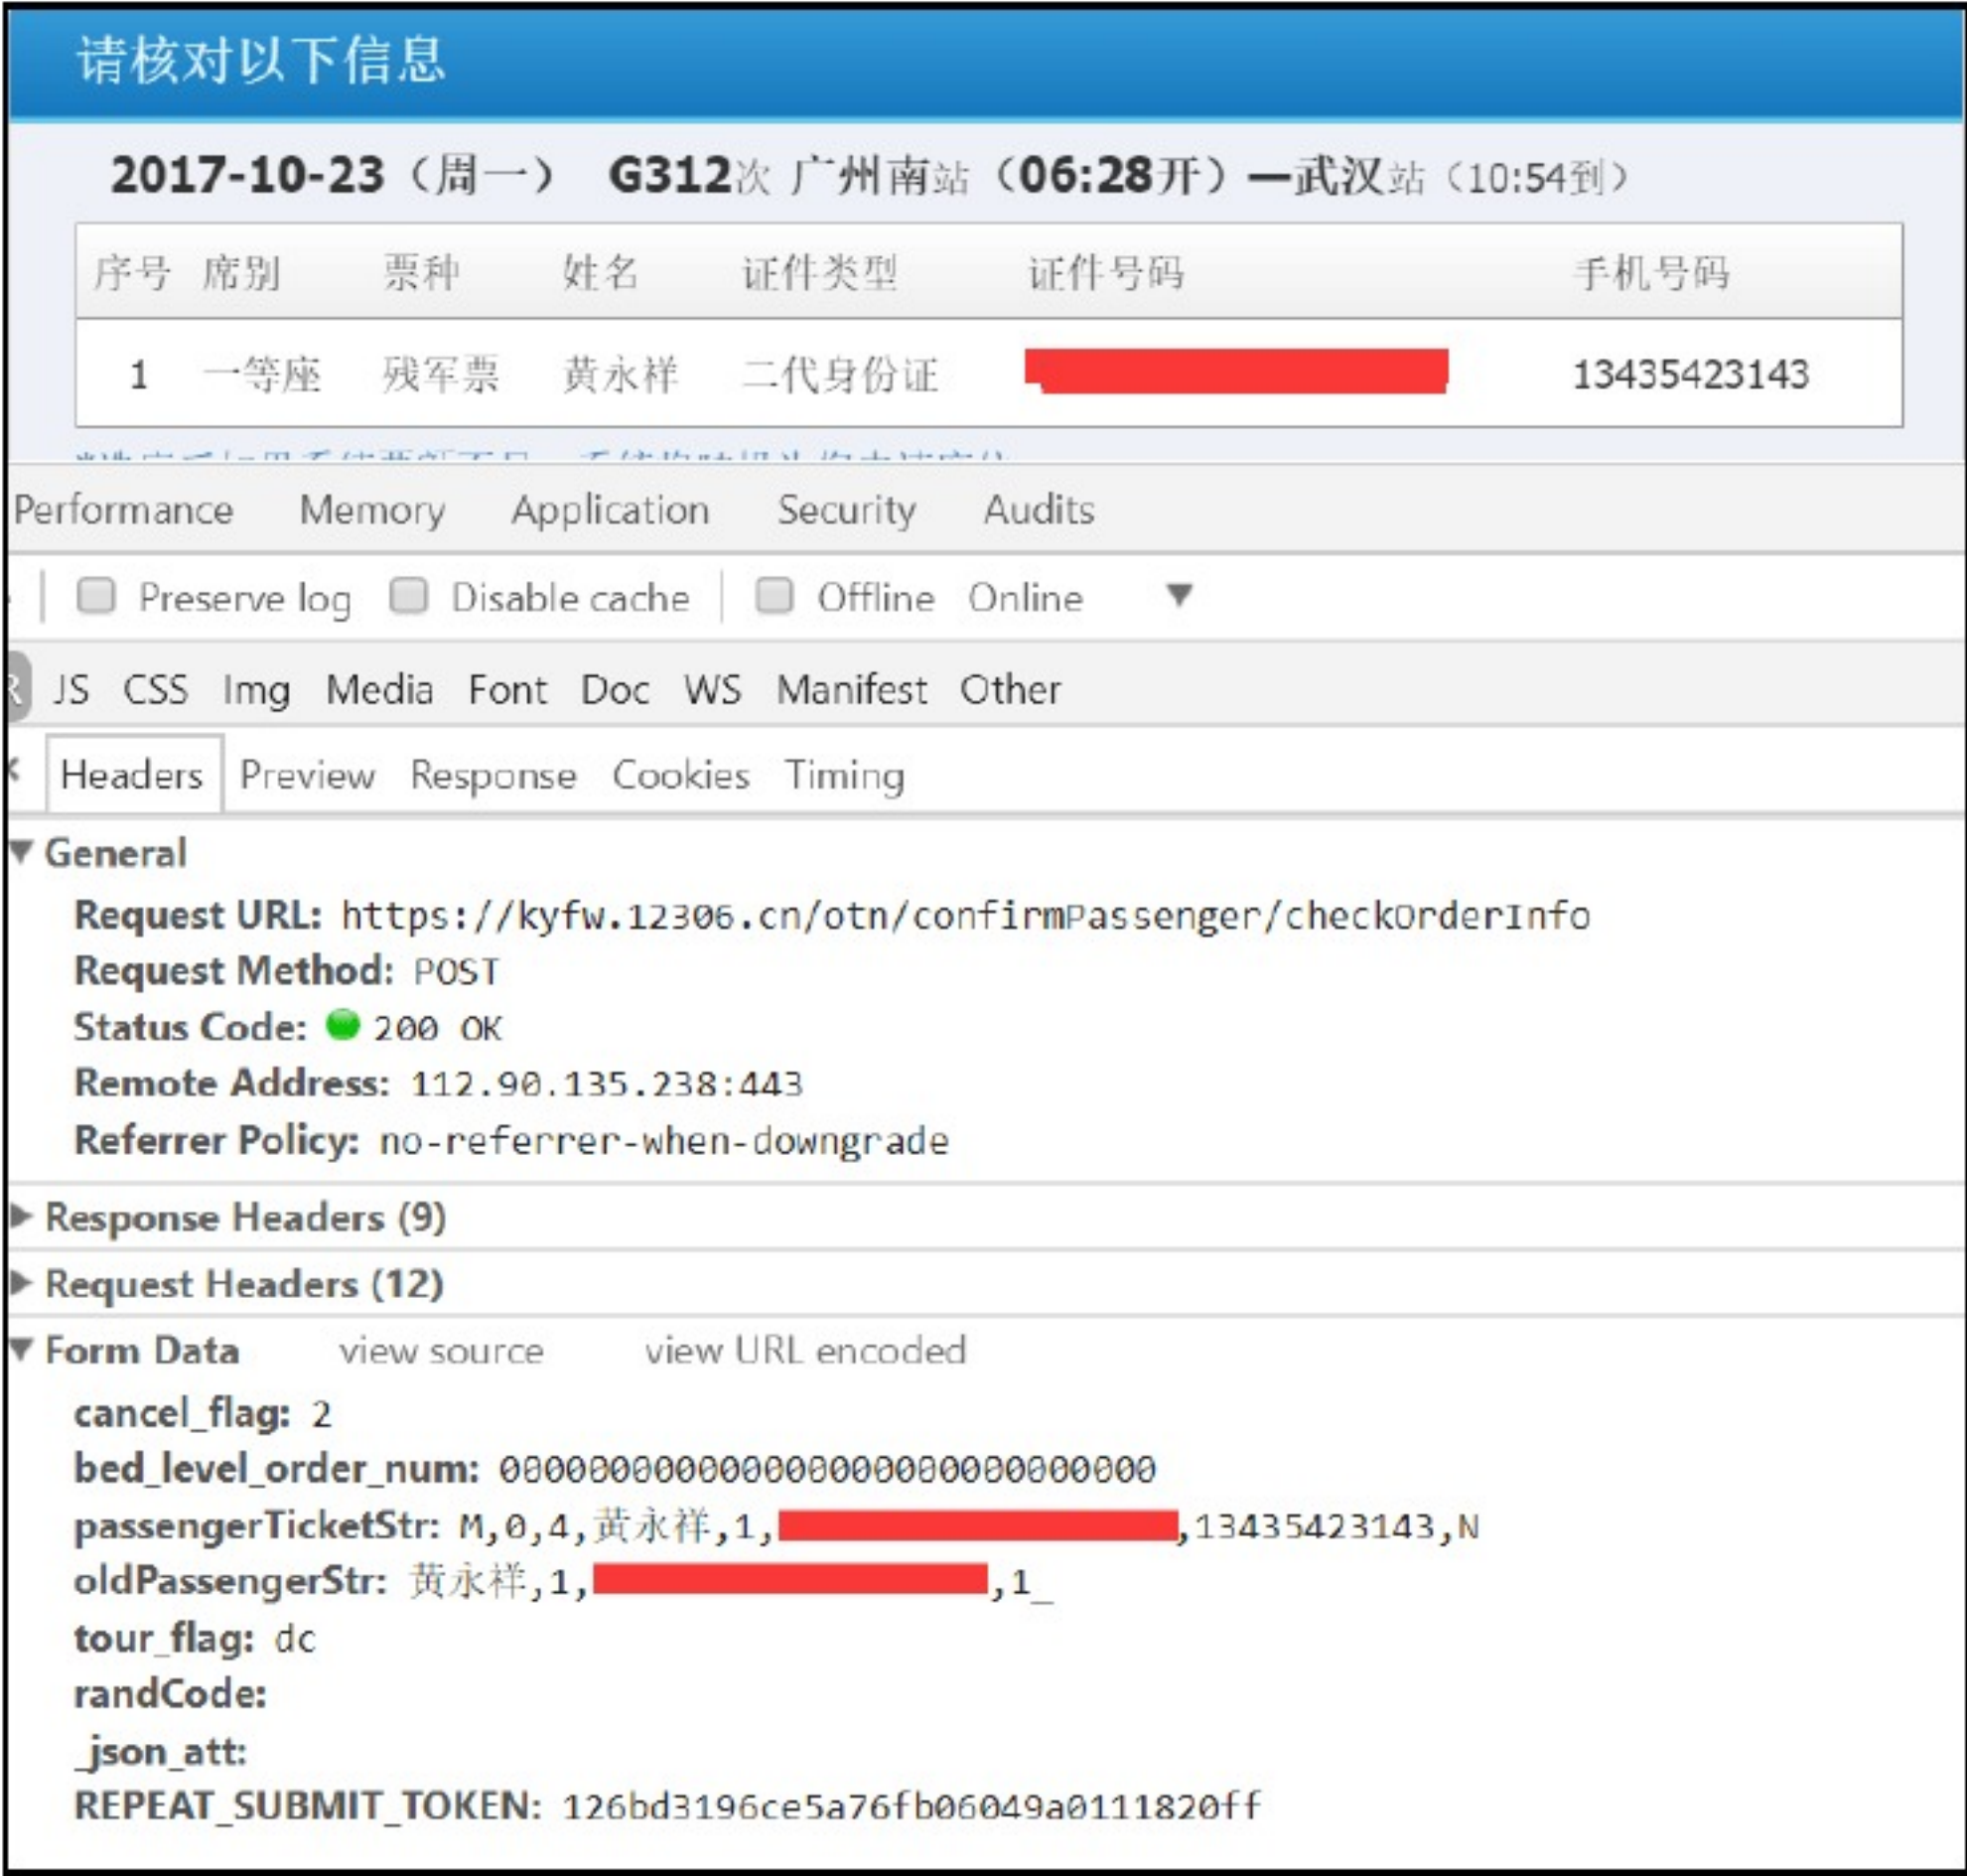 请核对以下信息
2017-10-23（周一） G312次 广州南站（06:28开）—武汉站（10:54到）
序号 席别 票种 姓名 证件类型 证件号码 手机号码
1 一等座 残军票 黄永祥 二代身份证 13435423143
Performance Memory Application Security Audits
Preserve log Disable cache Offline Online
JS CSS Img Media Font Doc WS Manifest Other
Headers Preview Response Cookies Timing
General
Request URL: https://kyfw.12306.cn/otn/confirmPassenger/checkOrderInfo
Request Method: POST
Status Code: 200 OK
Remote Address: 112.90.135.238:443
Referrer Policy: no-referrer-when-downgrade
Response Headers (9)
Request Headers (12)
Form Data view source view URL encoded
cancel_flag: 2
bed_level_order_num:
passengerTicketStr: M,0,4,黄永祥,1, ,13435423143,N
oldPassengerStr: 黄永祥,1, ,1_
tour_flag: dc
randCode:
_json_att:
REPEAT_SUBMIT_TOKEN: 126bd3196ce5a76fb06049a0111820ff